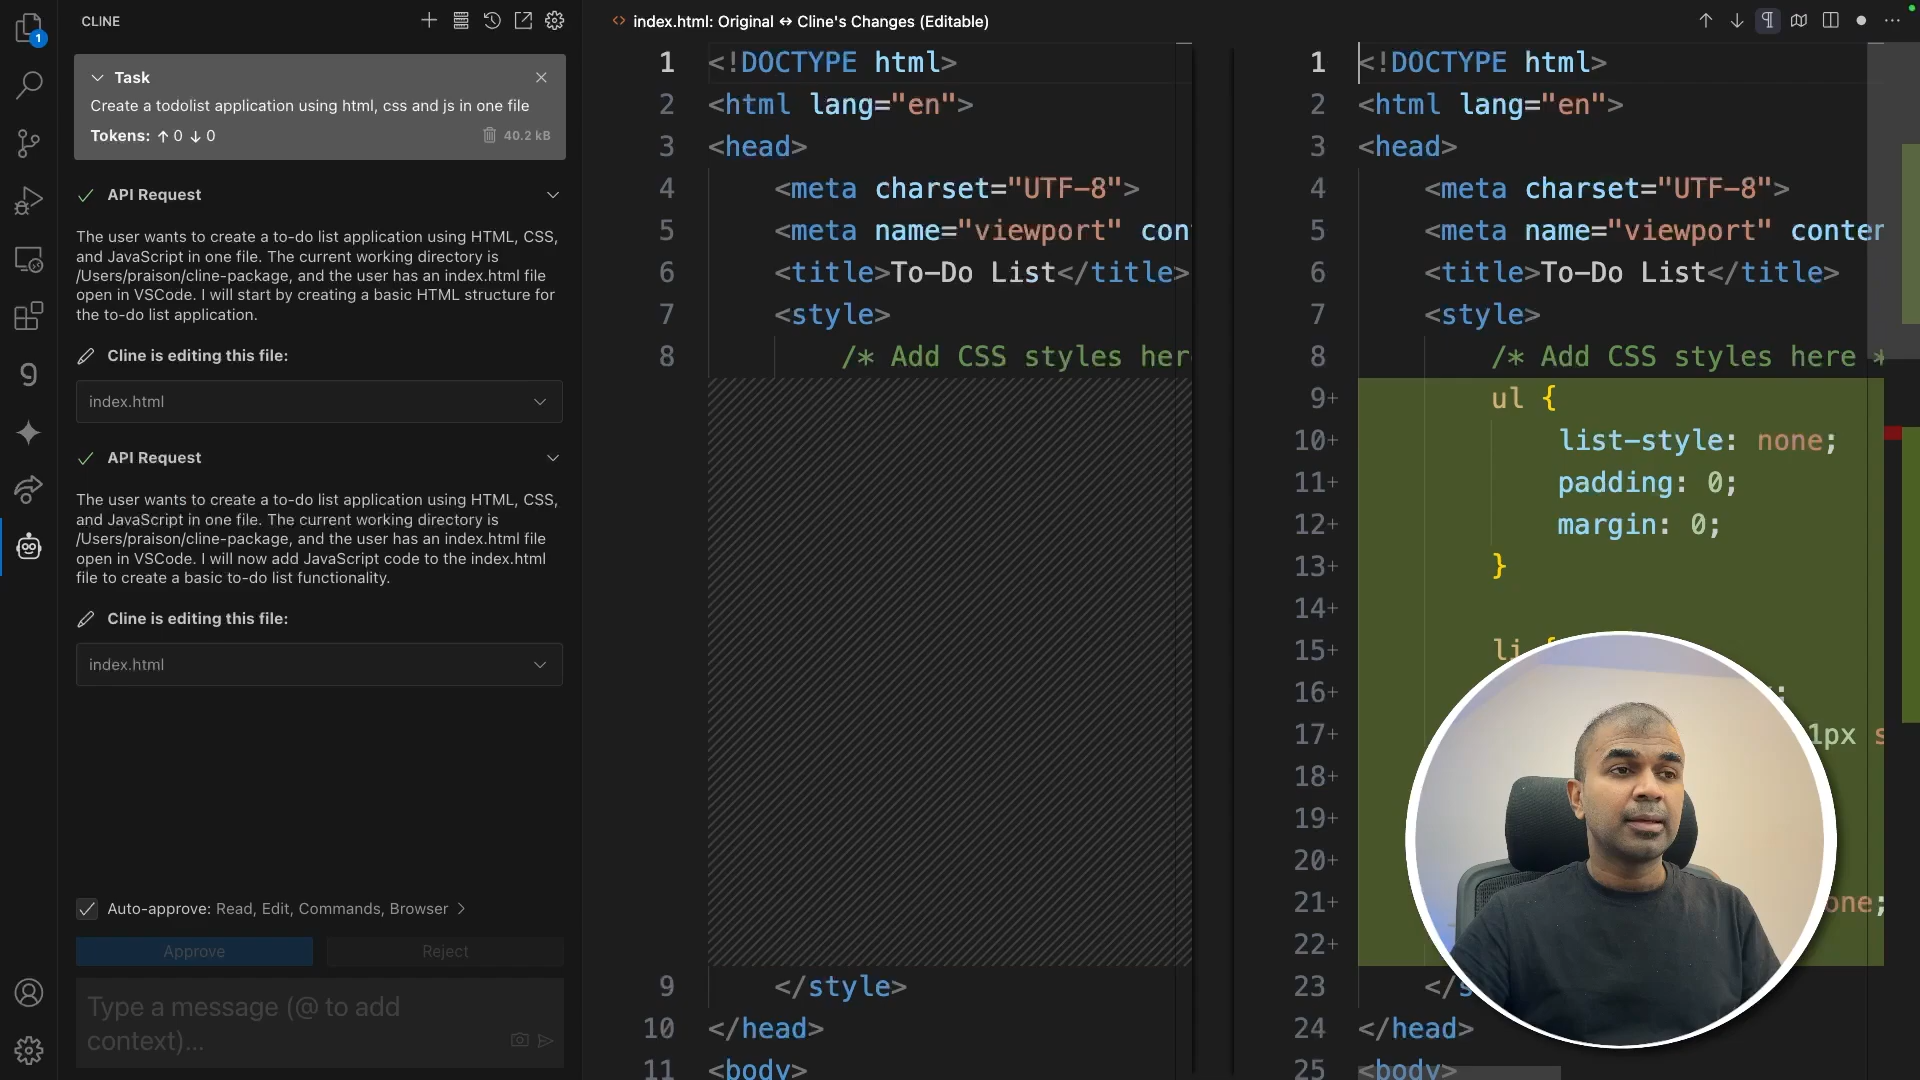 CLINE
1
Task
Create a todolist application using html, css and js in one file
Tokens: ↑ 0 ↓ 0
40.2 kB
API Request
The user wants to create a to-do list application using HTML, CSS,
and JavaScript in one file. The current working directory is
/Users/praison/cline-package, and the user has an index.html file
open in VSCode. I will start by creating a basic HTML structure for
the to-do list application.
Cline is editing this file:
index.html
API Request
The user wants to create a to-do list application using HTML, CSS,
and JavaScript in one file. The current working directory is
/Users/praison/cline-package, and the user has an index.html file
open in VSCode. I will now add JavaScript code to the index.html
file to create a basic to-do list functionality.
Cline is editing this file:
index.html
Auto-approve: Read, Edit, Commands, Browser >
Approve Reject
Type a message (@ to add
context)...
index.html: Original ↔ Cline's Changes (Editable)
1 <!DOCTYPE html>
2 <html lang="en">
3 <head>
4 <meta charset="UTF-8">
5 <meta name="viewport" con
6 <title>To-Do List</title>
7 <style>
8 /* Add CSS styles her
9 </style>
10 </head>
11 <body>
1 <!DOCTYPE html>
2 <html lang="en">
3 <head>
4 <meta charset="UTF-8">
5 <meta name="viewport" conter
6 <title>To-Do List</title>
7 <style>
8 /* Add CSS styles here *
9+ ul {
10+ list-style: none;
11+ padding: 0;
12+ margin: 0;
13+ }
14+
15+ li {
16+ ;
17+ 1px s
18+
19+
20+
21+ one;
22+
23 </s
24 </head>
25 <body>